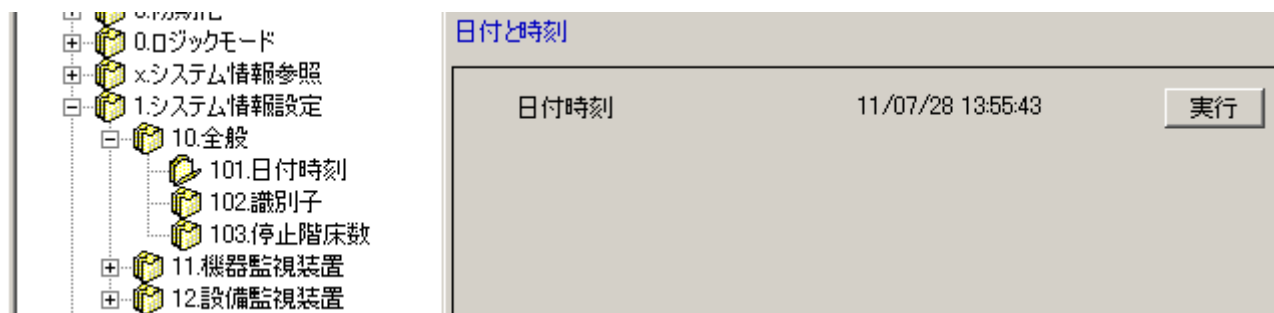 0.ロジックモード
x.システム情報参照
1.システム情報設定
10.全般
101.日付時刻
102.識別子
103.停止階床数
11.機器監視装置
12.設備監視装置
日付と時刻
日付時刻 11/07/28 13:55:43 実行